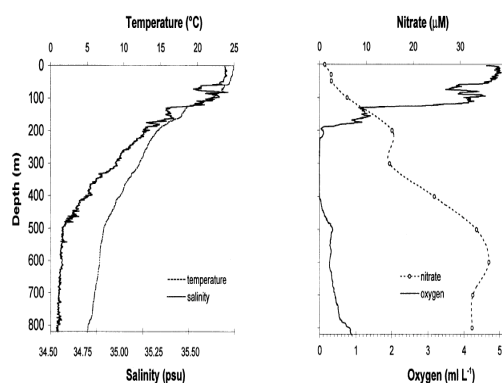 Temperature (°C)
0 5 10 15 20 25
Nitrate (µM)
0 10 20 30
Depth (m)
0
100
200
300
400
500
600
700
800
temperature
salinity
nitrate
oxygen
34.50 34.75 35.00 35.25 35.50
Salinity (psu)
0 1 2 3 4 5
Oxygen (ml L⁻¹)